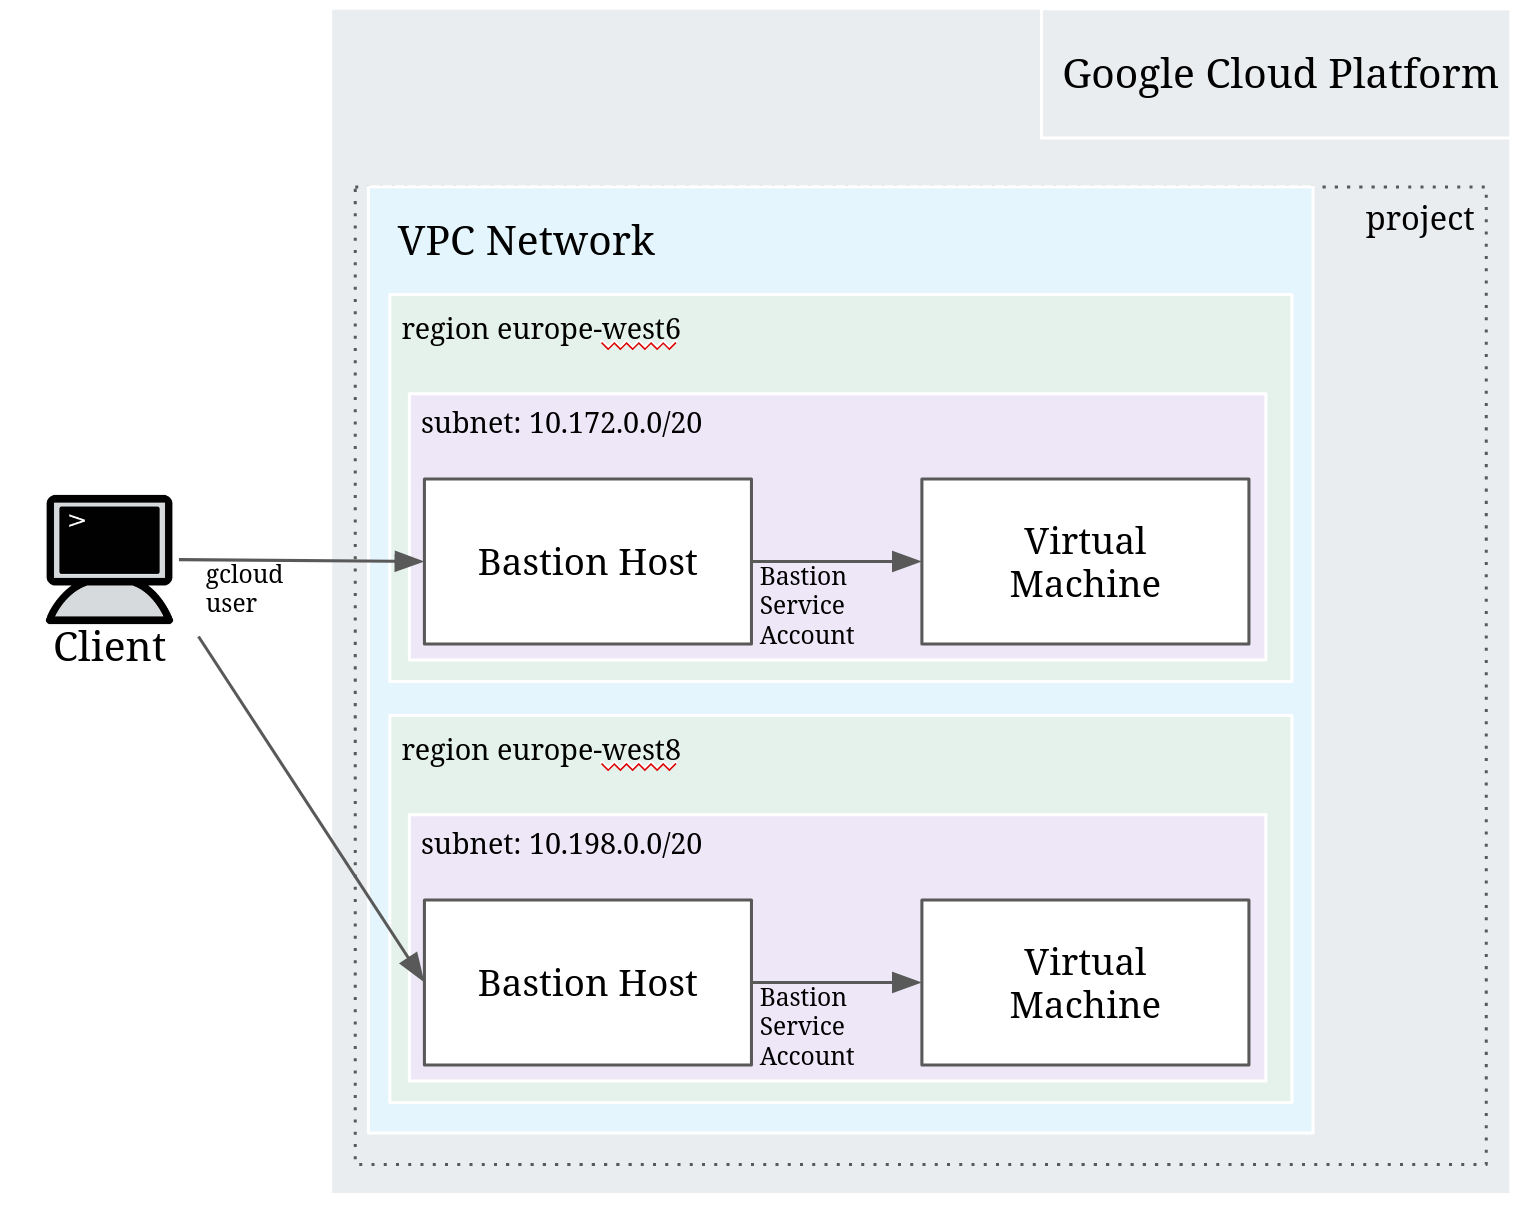 Google Cloud Platform
project
VPC Network
region europe-west6
subnet: 10.172.0.0/20
>
Bastion Host
Virtual
Machine
gcloud
user
Bastion
Service
Account
Client
region europe-west8
subnet: 10.198.0.0/20
Bastion Host
Virtual
Machine
Bastion
Service
Account